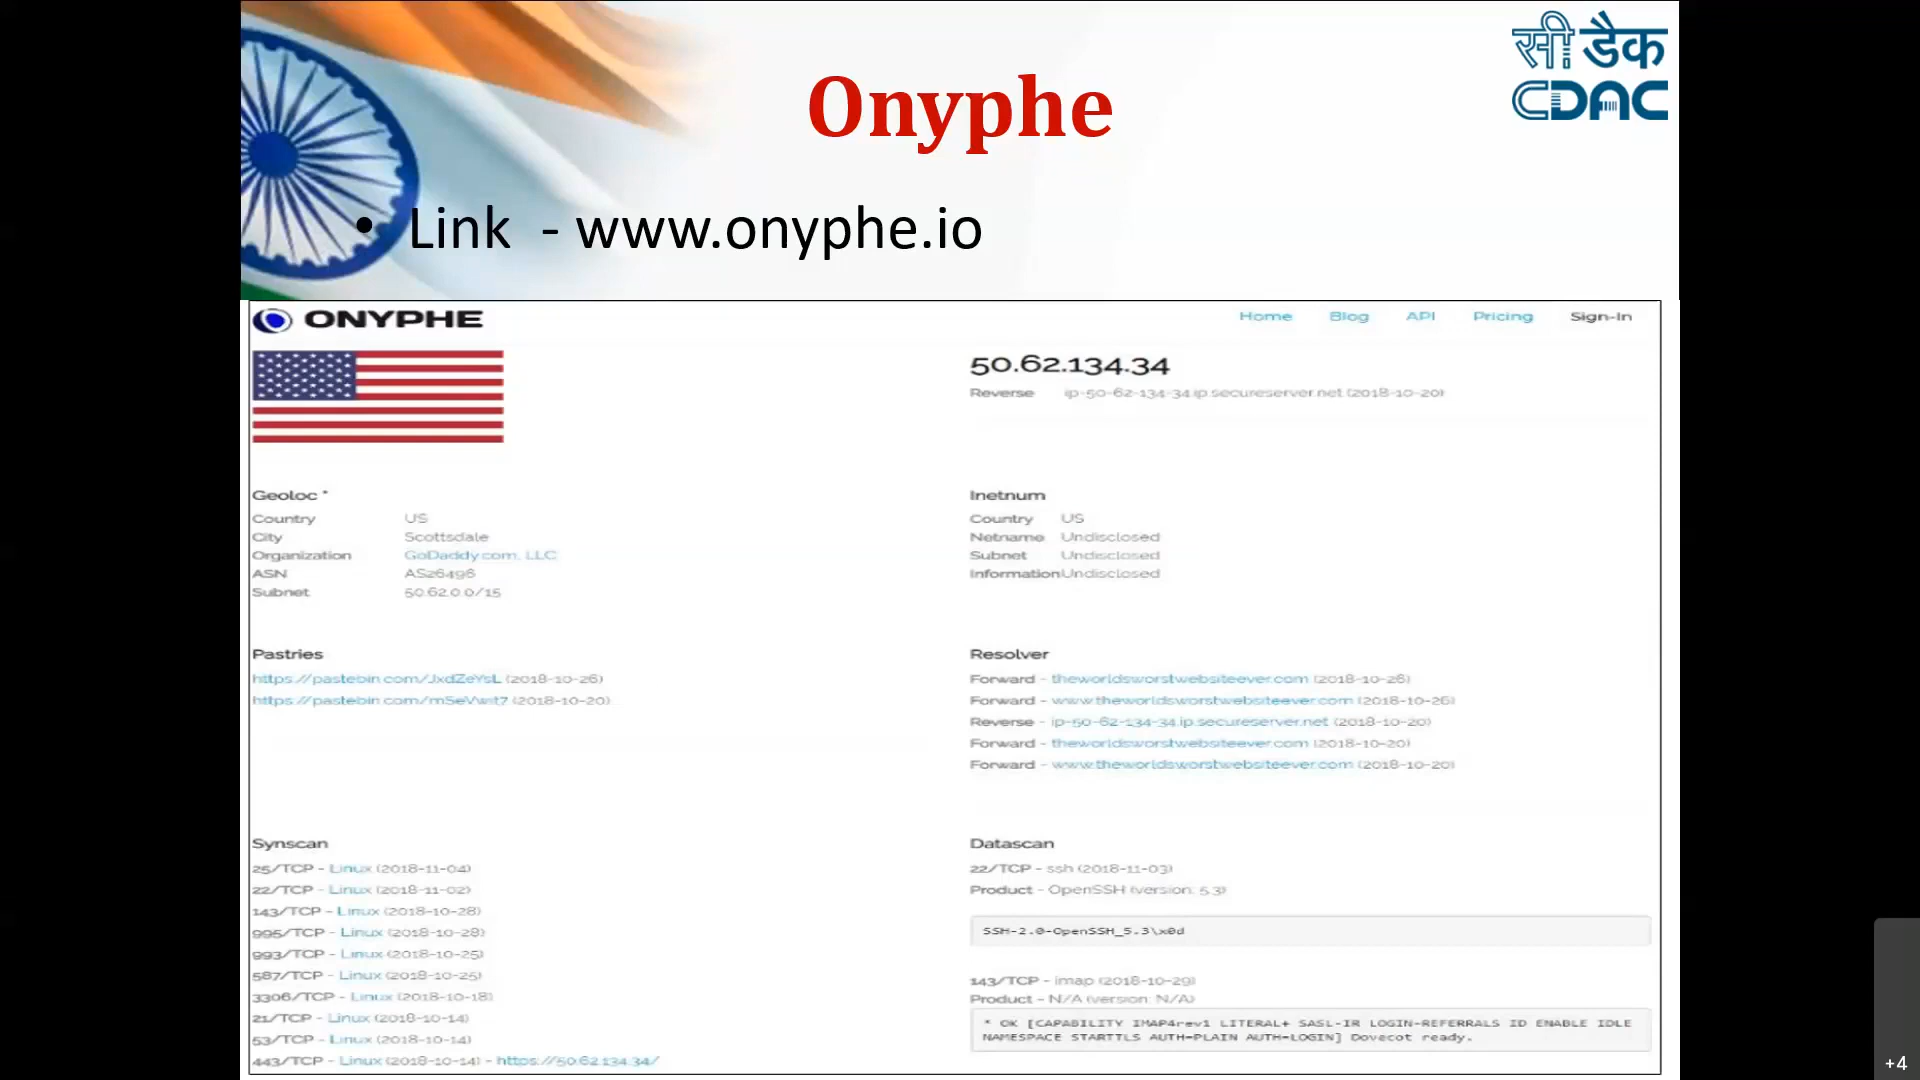 सी डैक
CDAC
Onyphe
• Link - www.onyphe.io
ONYPHE
Home Blog API Pricing Sign-In
50.62.134.34
Reverse ip-50-62-134-34.ip.secureserver.net (2018-10-20)
Geoloc *
Country US
City Scottsdale
Organization GoDaddy.com, LLC
ASN AS26496
Subnet 50.62.0.0/15
Inetnum
Country US
Netname Undisclosed
Subnet Undisclosed
Information Undisclosed
Pastries
https://pastebin.com/JxdZeYsL (2018-10-26)
https://pastebin.com/m5eVwit7 (2018-10-20)
Resolver
Forward - theworldsworstwebsiteever.com (2018-10-26)
Forward - www.theworldsworstwebsiteever.com (2018-10-26)
Reverse - ip-50-62-134-34.ip.secureserver.net (2018-10-20)
Forward - theworldsworstwebsiteever.com (2018-10-20)
Forward - www.theworldsworstwebsiteever.com (2018-10-20)
Synscan
25/TCP - Linux (2018-11-04)
22/TCP - Linux (2018-11-02)
143/TCP - Linux (2018-10-28)
995/TCP - Linux (2018-10-28)
993/TCP - Linux (2018-10-25)
587/TCP - Linux (2018-10-25)
3306/TCP - Linux (2018-10-18)
21/TCP - Linux (2018-10-14)
53/TCP - Linux (2018-10-14)
443/TCP - Linux (2018-10-14) - https://50.62.134.34/
Datascan
22/TCP - ssh (2018-11-03)
Product - OpenSSH (version: 5.3)
SSH-2.0-OpenSSH_5.3\x0d
143/TCP - imap (2018-10-29)
Product - N/A (version: N/A)
* OK [CAPABILITY IMAP4rev1 LITERAL+ SASL-IR LOGIN-REFERRALS ID ENABLE IDLE
NAMESPACE STARTTLS AUTH=PLAIN AUTH=LOGIN] Dovecot ready.
+4